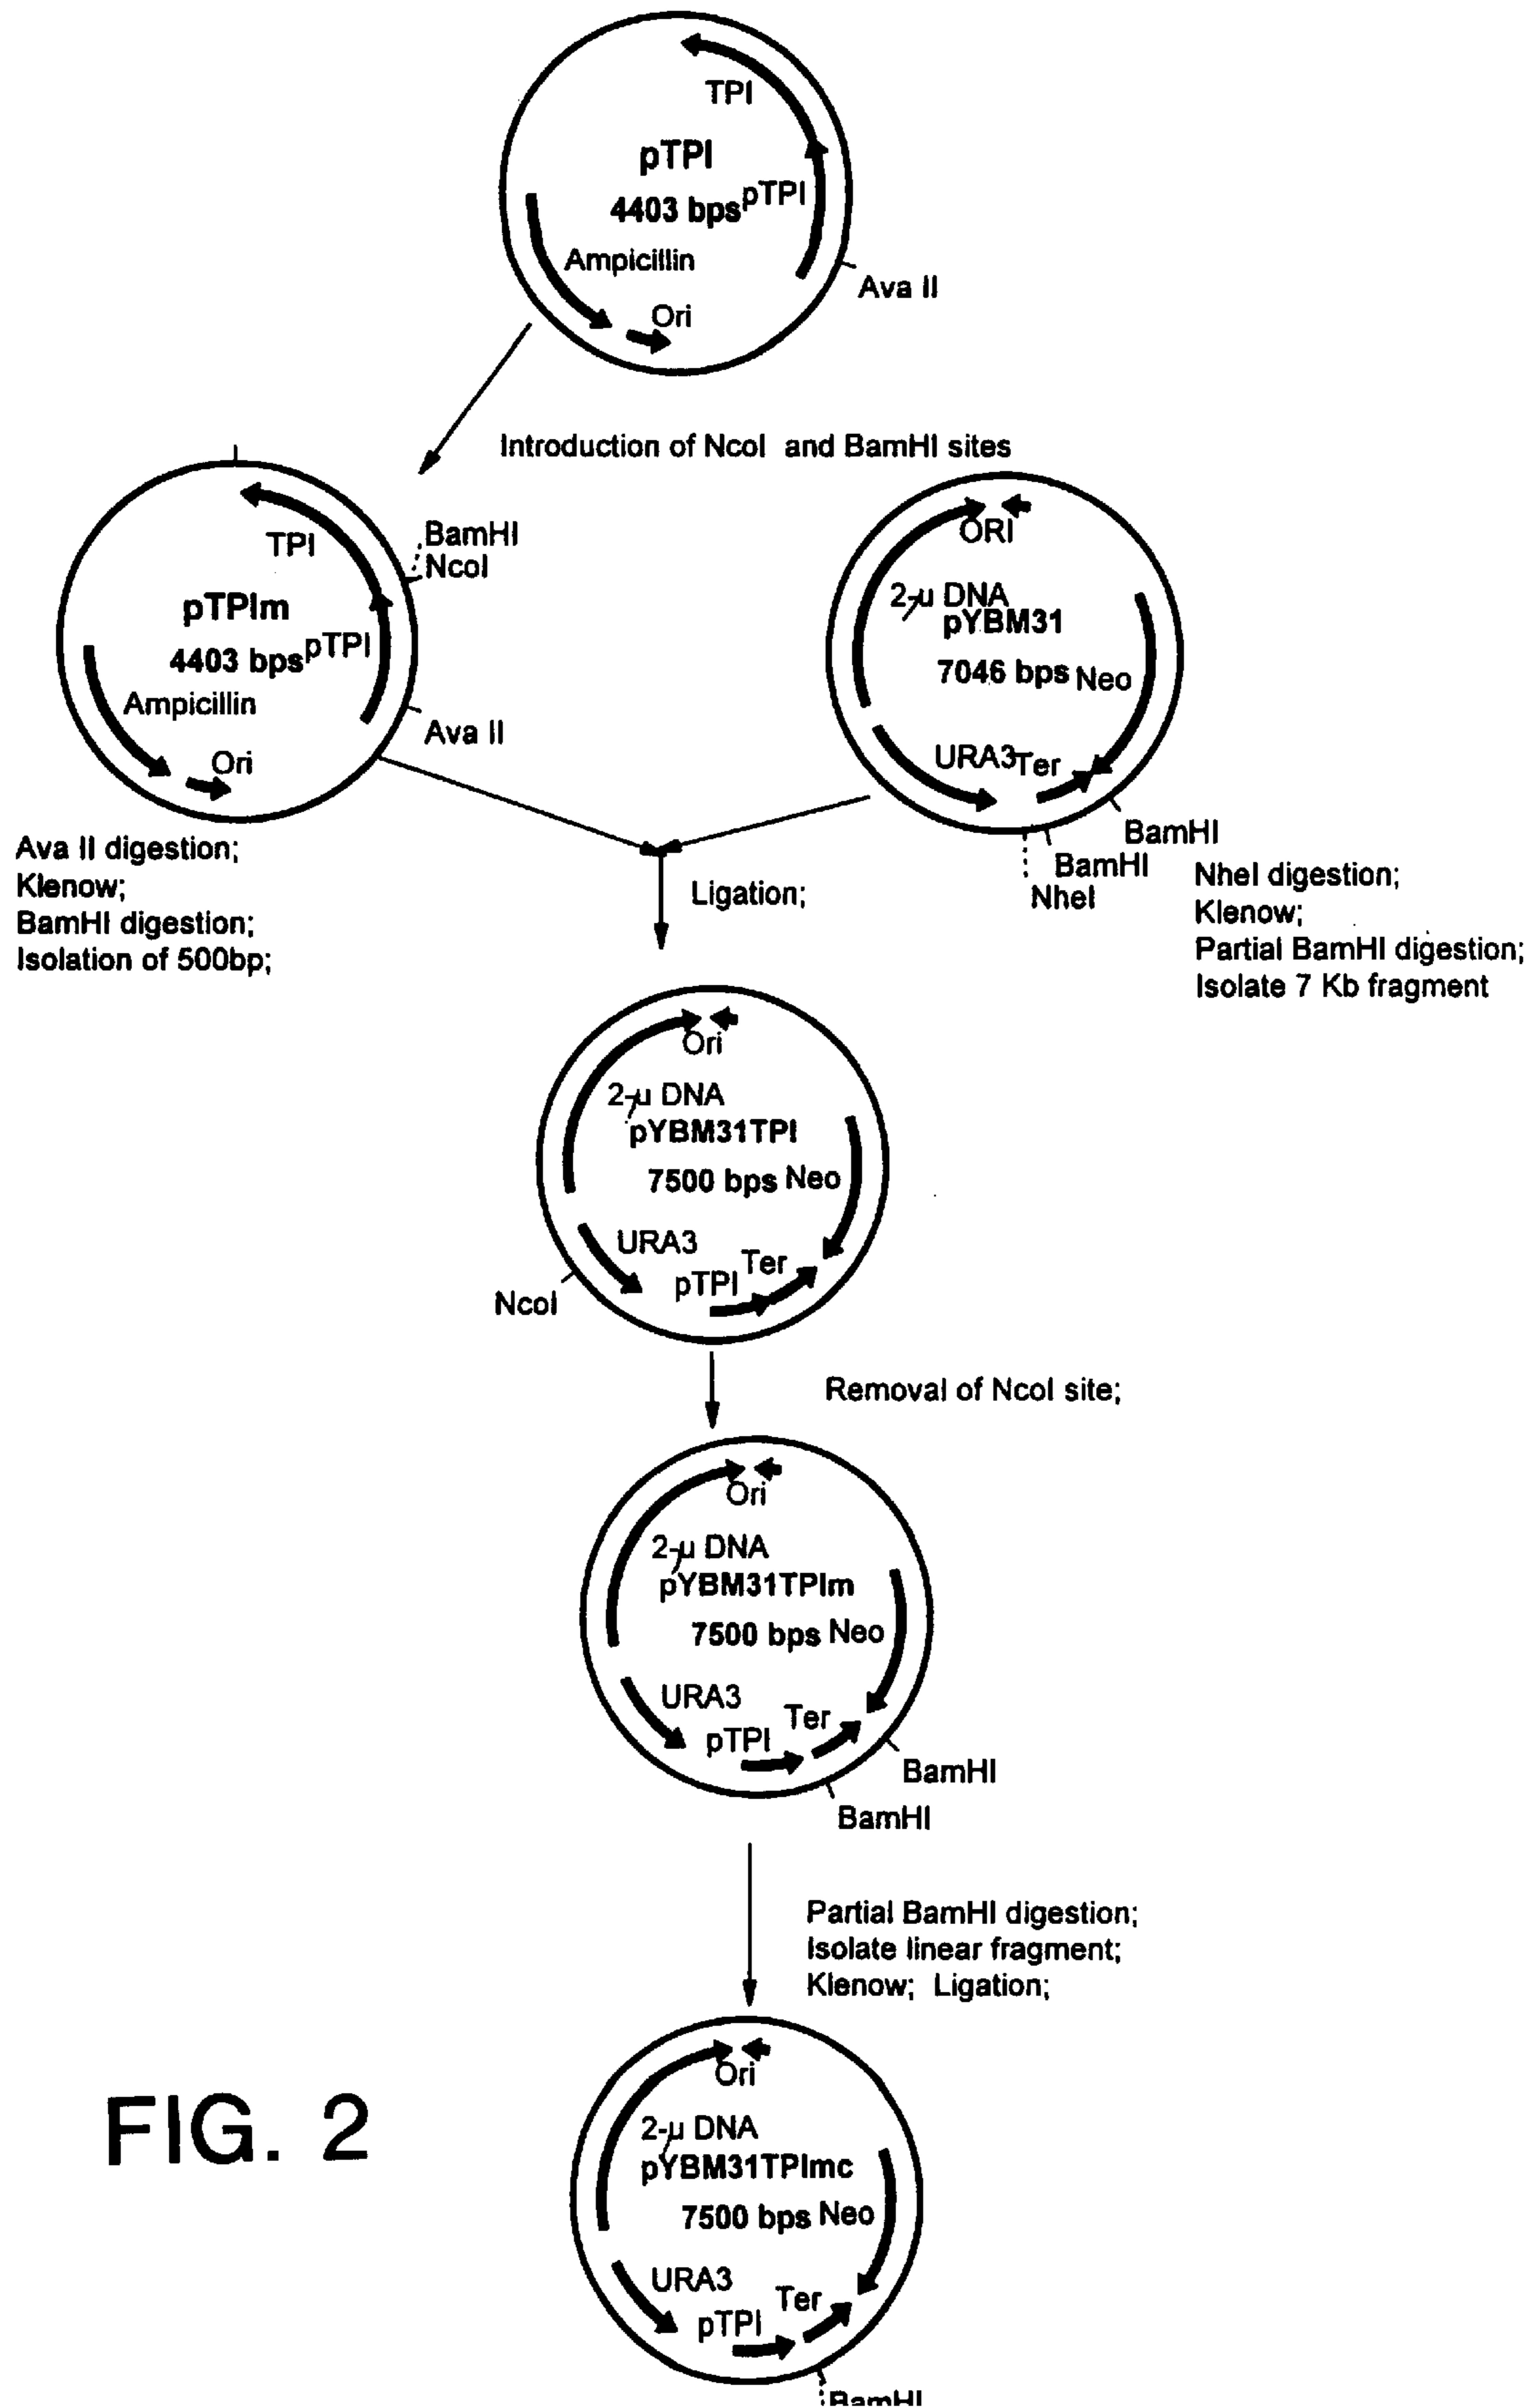 TPI
pTPI
4403 bps
pTPI
Ampicillin
Ori
Ava II
Introduction of NcoI and BamHI sites
TPI
BamHI
NcoI
pTPIm
4403 bps
pTPI
Ampicillin
Ava II
Ori
ORI
2-µ DNA
pYBM31
7046 bps
Neo
URA3
Ter
BamHI
BamHI
NheI
Ava II digestion;
Klenow;
BamHI digestion;
Isolation of 500bp;
Ligation;
NheI digestion;
Klenow;
Partial BamHI digestion;
Isolate 7 Kb fragment
Ori
2-µ DNA
pYBM31TPI
7500 bps
Neo
URA3
Ter
pTPI
NcoI
Removal of NcoI site;
Ori
2-µ DNA
pYBM31TPIm
7500 bps
Neo
URA3
Ter
pTPI
BamHI
BamHI
Partial BamHI digestion;
Isolate linear fragment;
Klenow; Ligation;
Ori
2-µ DNA
pYBM31TPImc
7500 bps
Neo
URA3
Ter
pTPI
BamHI
FIG. 2